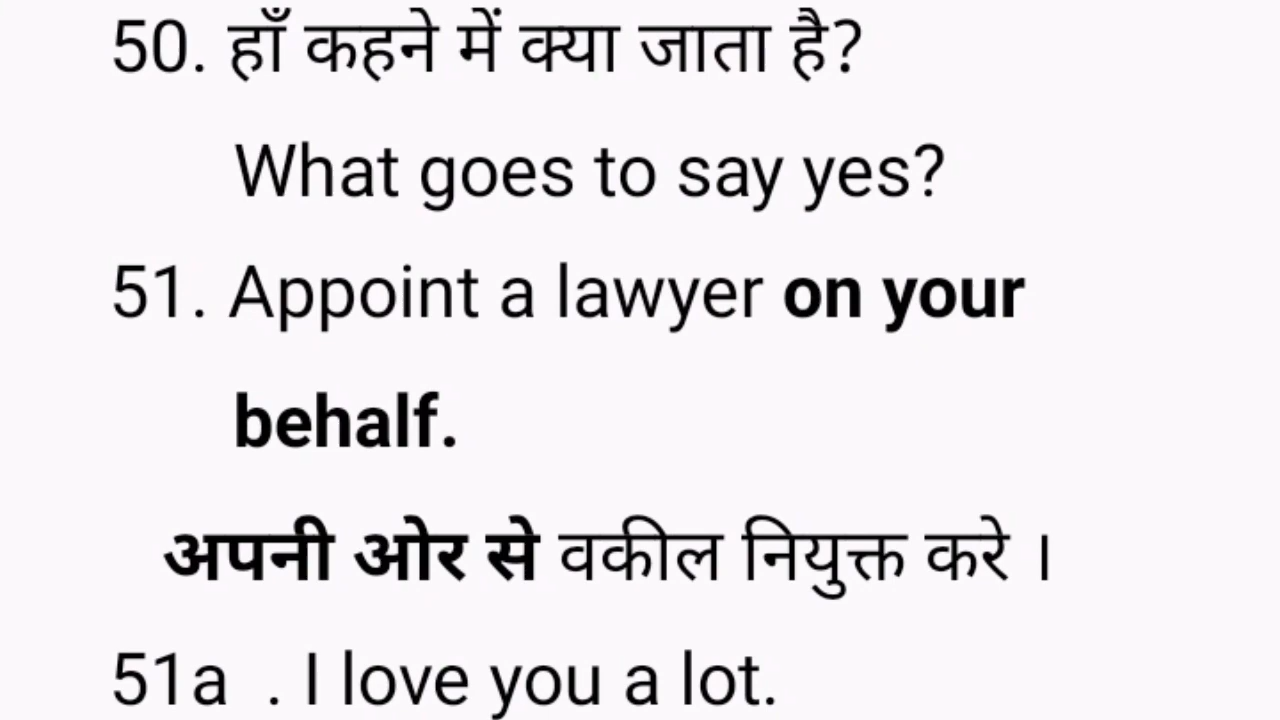 50. हाँ कहने में क्या जाता है?
What goes to say yes?
51. Appoint a lawyer on your
behalf.
अपनी ओर से वकील नियुक्त करे ।
51a . I love you a lot.